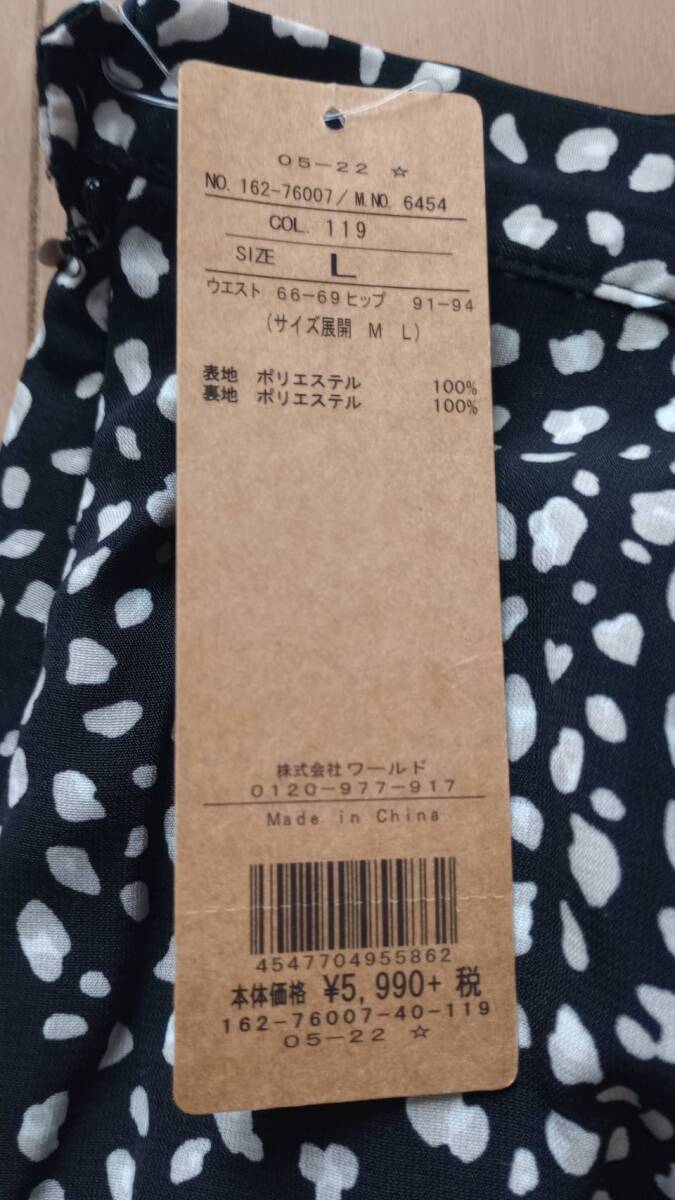 05-22 ☆
NO. 162-76007/ M.NO. 6454
COL. 119
SIZE L
ウエスト 66-69 ヒップ 91-94
(サイズ展開 M L)
表地 ポリエステル 100%
裏地 ポリエステル 100%
株式会社 ワールド
0120-977-917
Made in China
4547704955862
本体価格 ¥5,990+ 税
162-76007-40-119
05-22 ☆